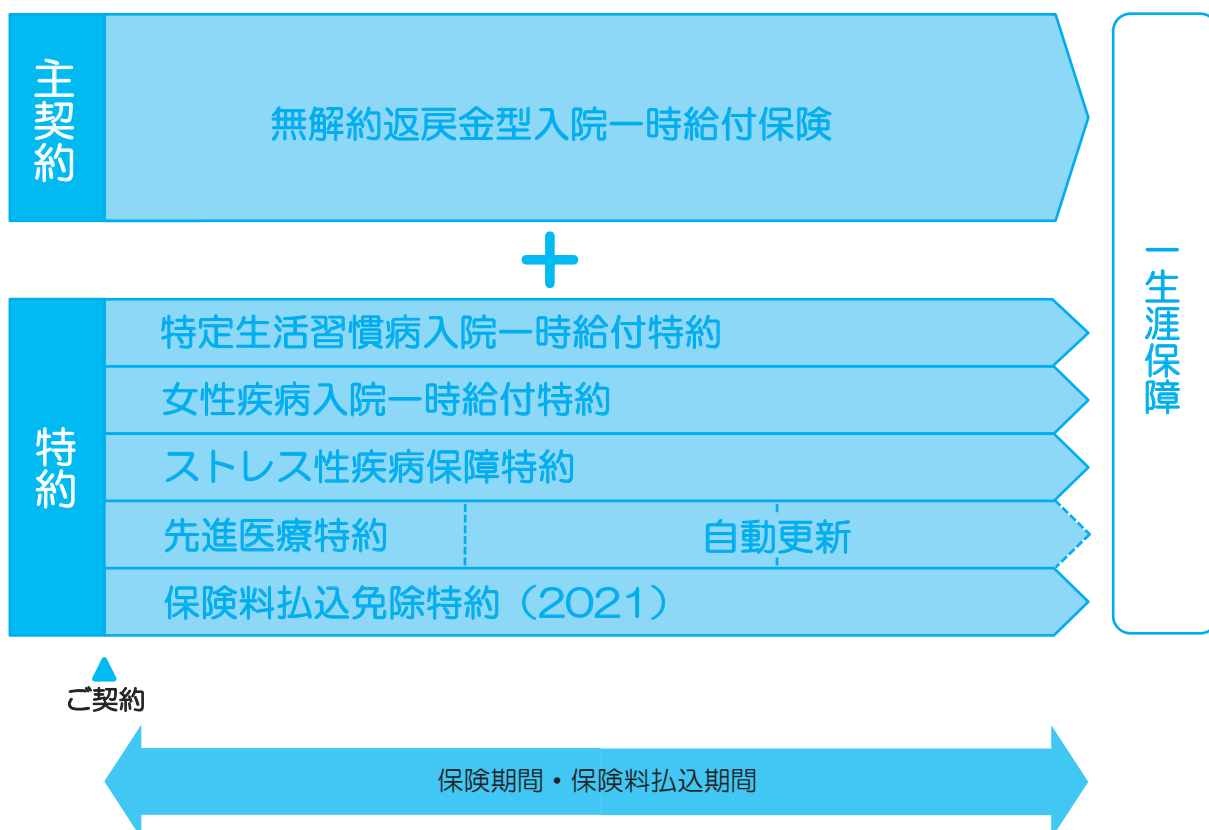 主契約
無解約返戻金型入院一時給付保険
+
特約
特定生活習慣病入院一時給付特約
女性疾病入院一時給付特約
ストレス性疾病保障特約
先進医療特約 自動更新
保険料払込免除特約（2021）
一生涯保障
ご契約
保険期間・保険料払込期間